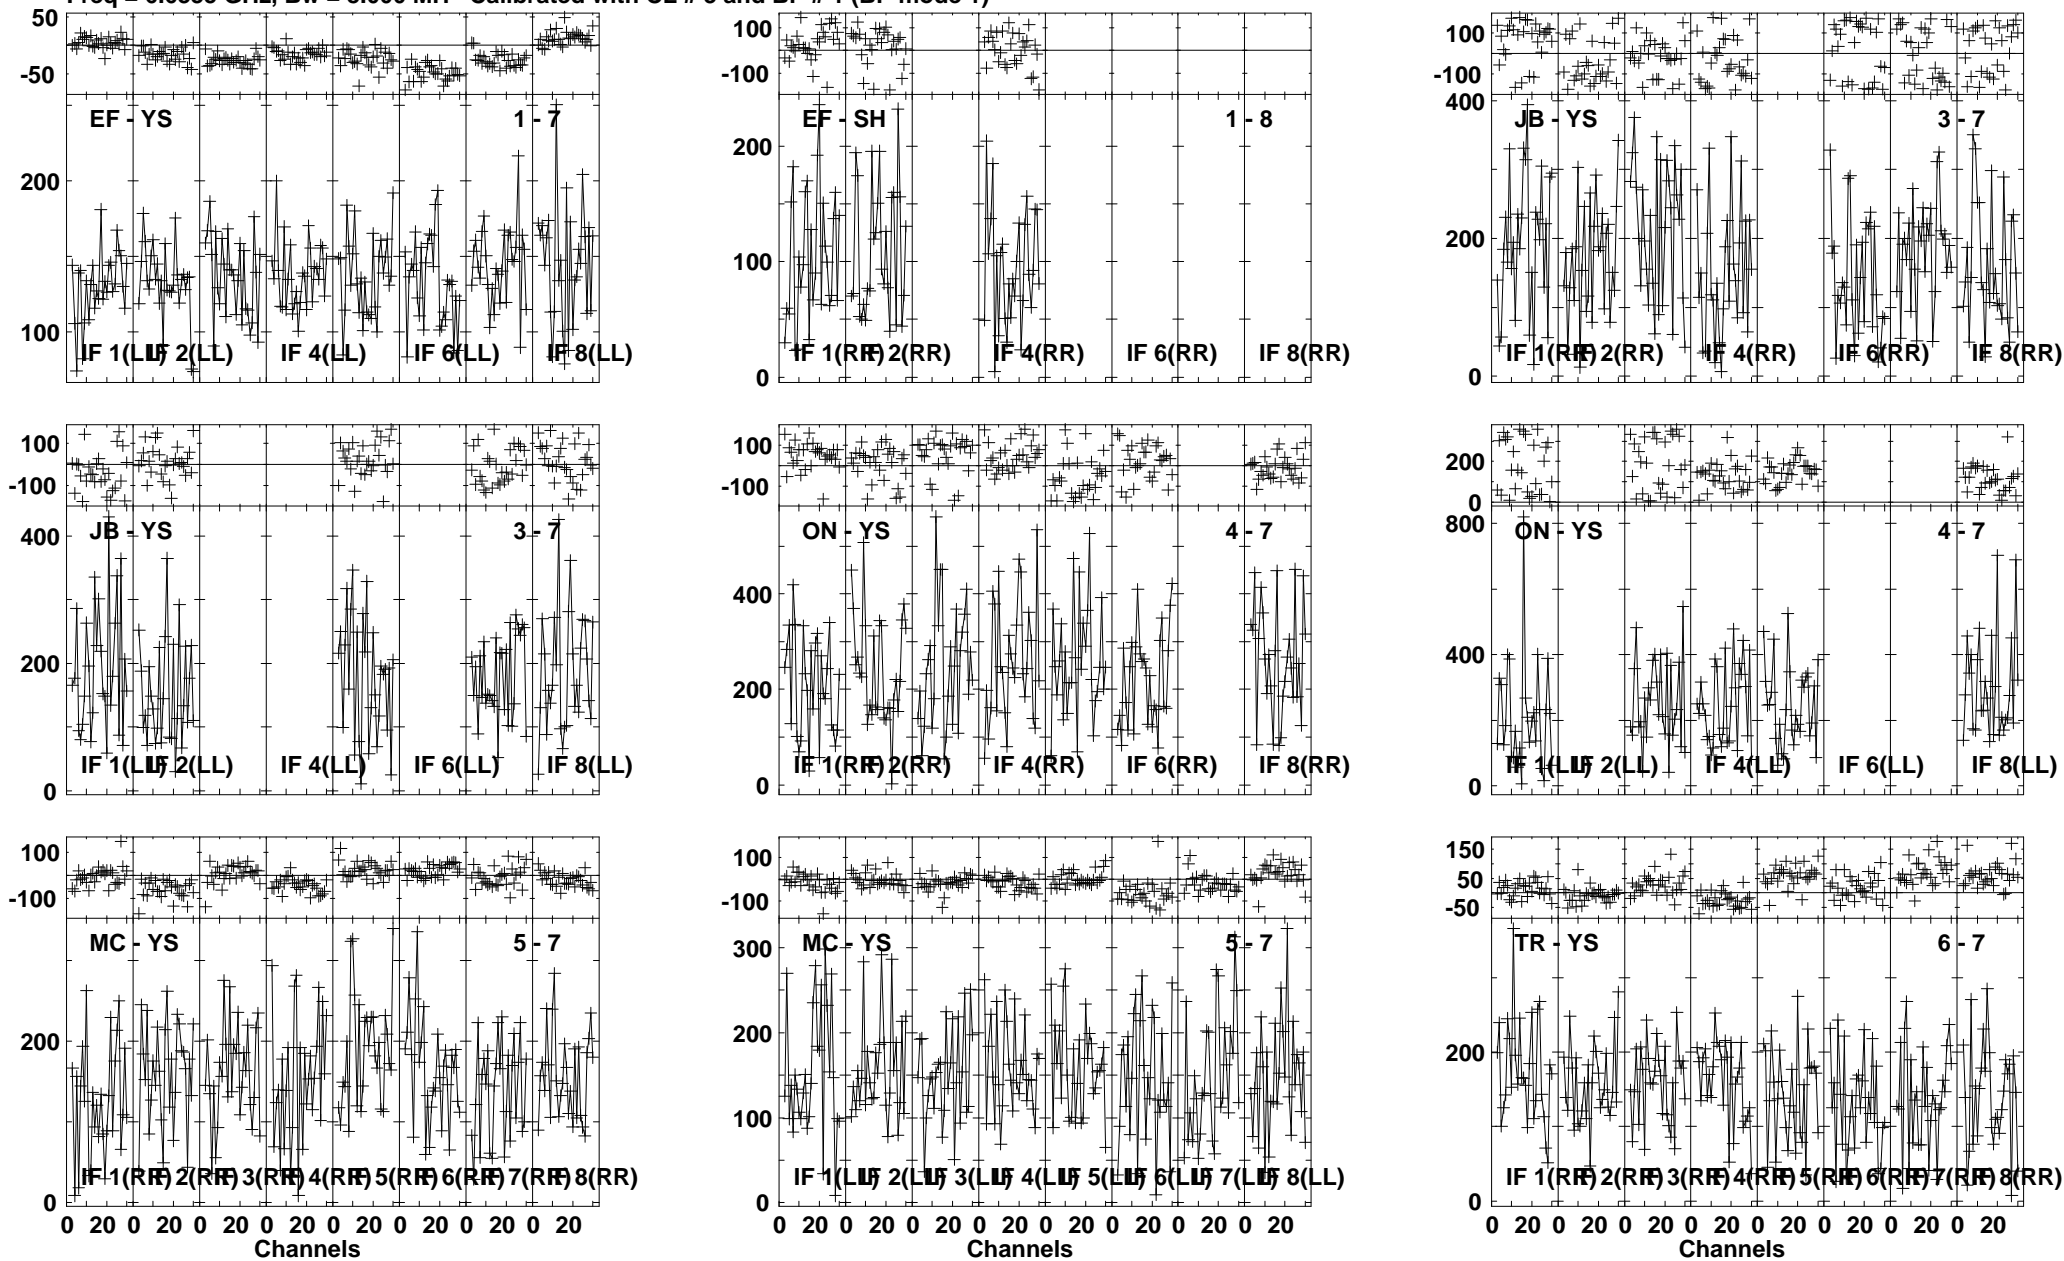 50
-50
EF - YS 1 - 7
200
100
IF 1(LL) IF 2(LL) IF 4(LL) IF 6(LL) IF 8(LL)
100
-100
EF - SH 1 - 8
200
100
0
IF 1(RR) IF 2(RR) IF 4(RR) IF 6(RR) IF 8(RR)
100
-100
400
JB - YS 3 - 7
200
0
IF 1(RR) IF 2(RR) IF 4(RR) IF 6(RR) IF 8(RR)
100
-100
JB - YS 3 - 7
400
200
0
IF 1(LL) IF 2(LL) IF 4(LL) IF 6(LL) IF 8(LL)
100
-100
ON - YS 4 - 7
400
200
0
IF 1(RR) IF 2(RR) IF 4(RR) IF 6(RR) IF 8(RR)
200
0
800
ON - YS 4 - 7
400
0
IF 1(LL) IF 2(LL) IF 4(LL) IF 6(LL) IF 8(LL)
100
-100
MC - YS 5 - 7
200
0
IF 1(RR) IF 2(RR) IF 3(RR) IF 4(RR) IF 5(RR) IF 6(RR) IF 7(RR) IF 8(RR)
0 20 0 20 0 20 0 20 0 20 0 20 0 20 0 20
Channels
100
-100
MC - YS 5 - 7
300
200
100
0
IF 1(LL) IF 2(LL) IF 3(LL) IF 4(LL) IF 5(LL) IF 6(LL) IF 7(LL) IF 8(LL)
0 20 0 20 0 20 0 20 0 20 0 20 0 20 0 20
Channels
150
50
-50
TR - YS 6 - 7
200
0
IF 1(RR) IF 2(RR) IF 3(RR) IF 4(RR) IF 5(RR) IF 6(RR) IF 7(RR) IF 8(RR)
0 20 0 20 0 20 0 20 0 20 0 20 0 20 0 20
Channels